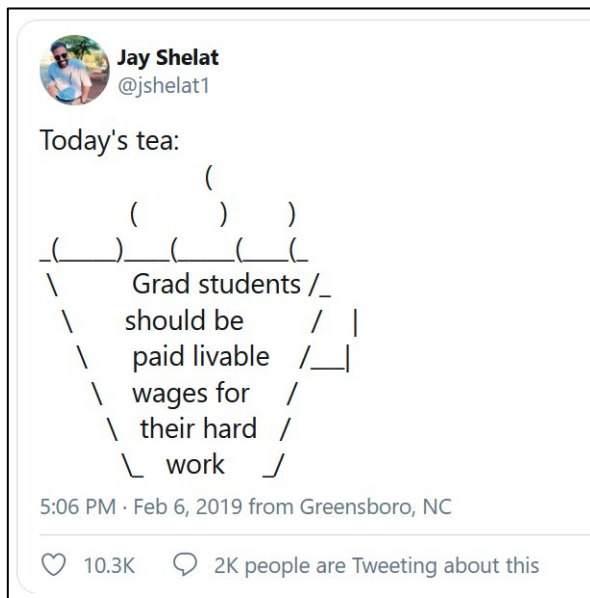 Jay Shelat
@jshelat1
Today's tea:
                      (
            (           )        )
_(____)___(____(___(_
 \          Grad students /_
   \       should be         /    |
     \      paid livable    /__|
       \    wages for     /
         \   their hard   /
           \_   work     _/
5:06 PM · Feb 6, 2019 from Greensboro, NC
10.3K 2K people are Tweeting about this